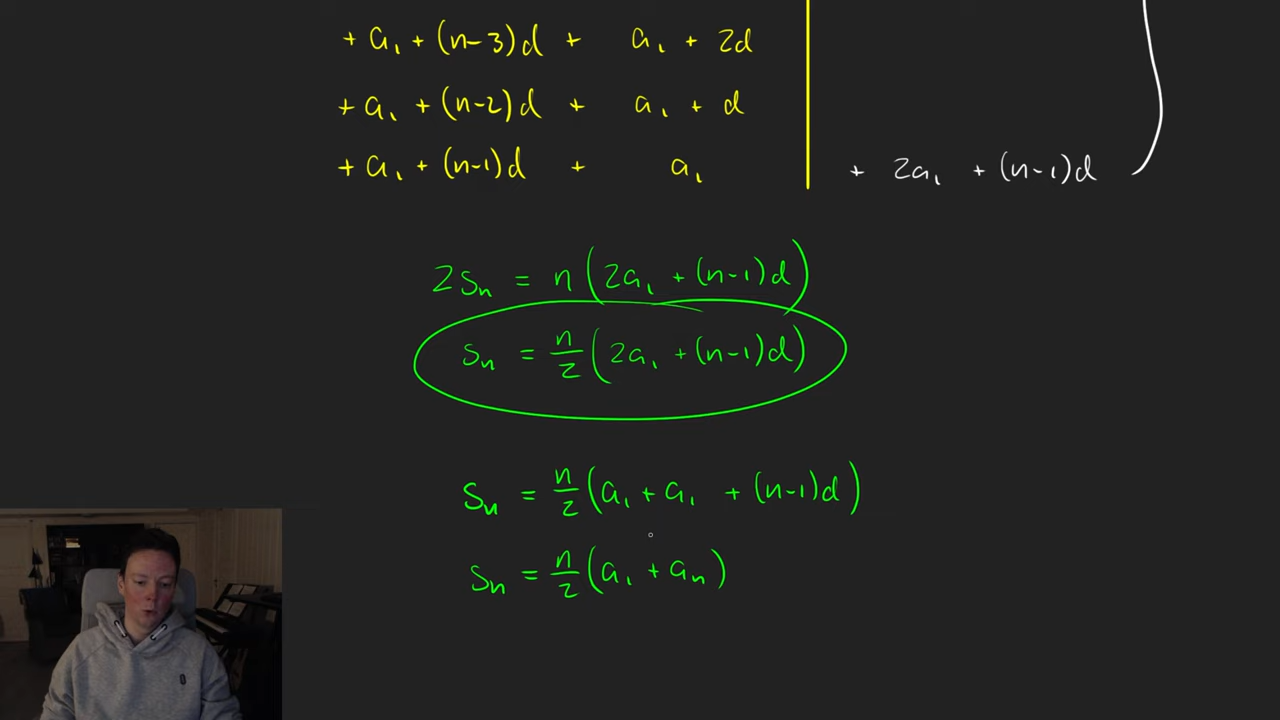 + a₁ + (n-3)d + a₁ + 2d
+ a₁ + (n-2)d + a₁ + d
+ a₁ + (n-1)d + a₁ + 2a₁ + (n-1)d
2Sₙ = n(2a₁ + (n-1)d)
Sₙ = n/2 (2a₁ + (n-1)d)
Sₙ = n/2 (a₁ + a₁ + (n-1)d)
Sₙ = n/2 (a₁ + aₙ)